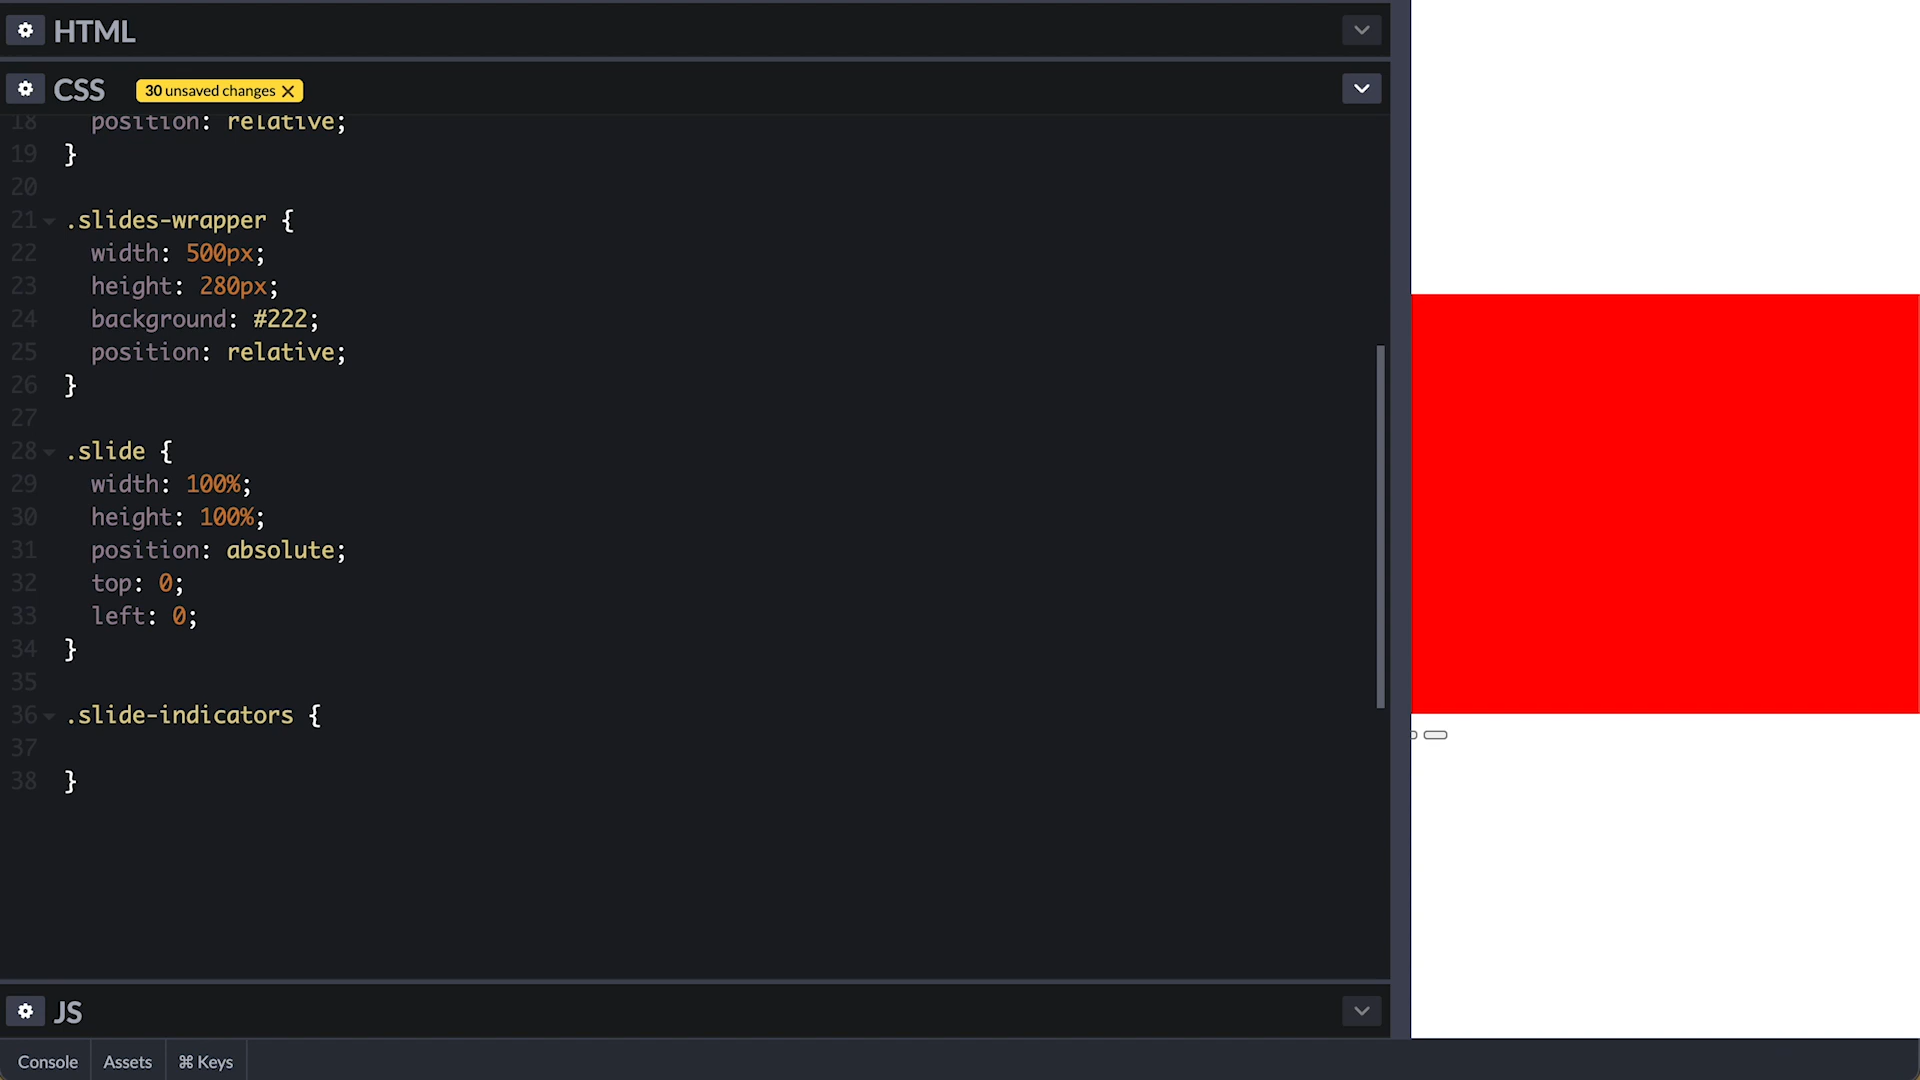 HTML
CSS 30 unsaved changes
18 position: relative;
19 }
20
21 .slides-wrapper {
22 width: 500px;
23 height: 280px;
24 background: #222;
25 position: relative;
26 }
27
28 .slide {
29 width: 100%;
30 height: 100%;
31 position: absolute;
32 top: 0;
33 left: 0;
34 }
35
36 .slide-indicators {
37
38 }
JS
Console Assets ⌘ Keys